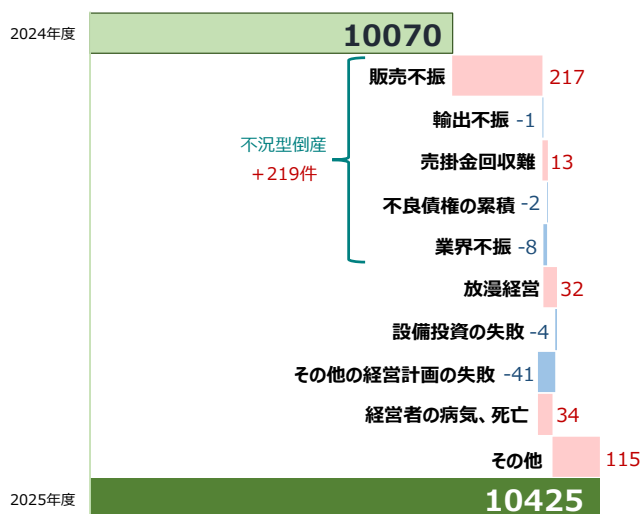 2024年度
10070
販売不振 217
輸出不振 -1
不況型倒産
+219件
売掛金回収難 13
不良債権の累積 -2
業界不振 -8
放漫経営 32
設備投資の失敗 -4
その他の経営計画の失敗 -41
経営者の病気、死亡 34
その他 115
2025年度
10425